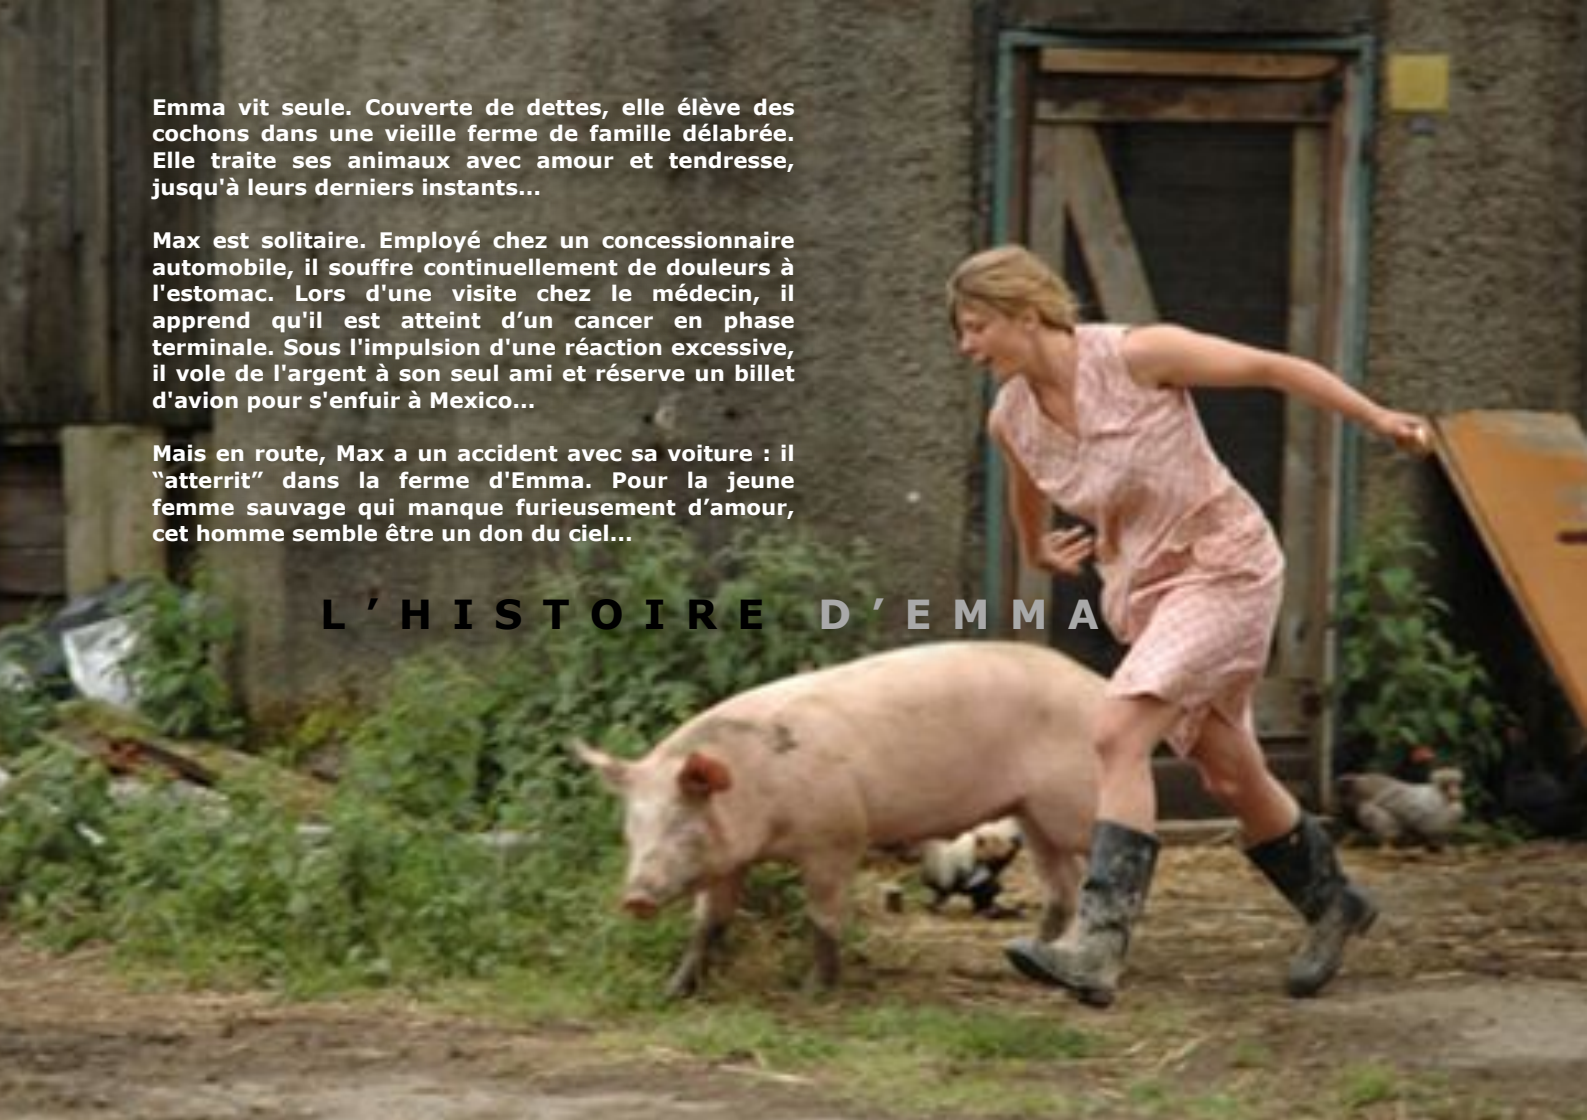 Emma vit seule. Couverte de dettes, elle élève des
cochons dans une vieille ferme de famille délabrée.
Elle traite ses animaux avec amour et tendresse,
jusqu'à leurs derniers instants...
Max est solitaire. Employé chez un concessionnaire
automobile, il souffre continuellement de douleurs à
l'estomac. Lors d'une visite chez le médecin, il
apprend qu'il est atteint d’un cancer en phase
terminale. Sous l'impulsion d'une réaction excessive,
il vole de l'argent à son seul ami et réserve un billet
d'avion pour s'enfuir à Mexico...
Mais en route, Max a un accident avec sa voiture : il
“atterrit” dans la ferme d'Emma. Pour la jeune
femme sauvage qui manque furieusement d’amour,
cet homme semble être un don du ciel...
L’HISTOIRE D’EMMA